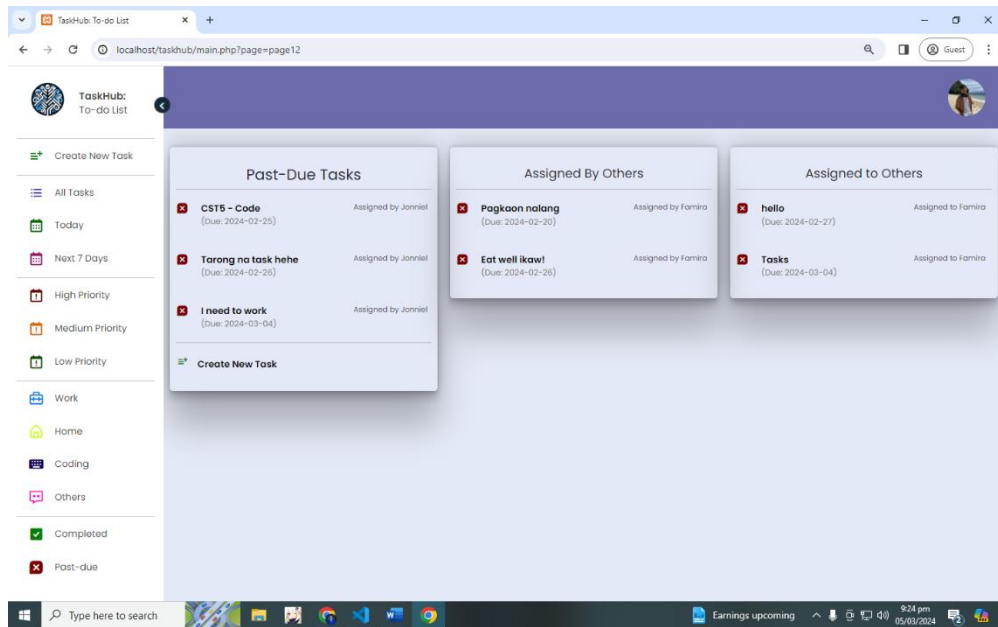 TaskHub: To-do List
localhost/taskhub/main.php?page=page12
Guest
TaskHub:
To-do List
Create New Task
All Tasks
Today
Next 7 Days
High Priority
Medium Priority
Low Priority
Work
Home
Coding
Others
Completed
Past-due
Past-Due Tasks
CST5 - Code
Assigned by Jonniel
(Due: 2024-02-25)
Tarong na task hehe
Assigned by Jonniel
(Due: 2024-02-26)
I need to work
Assigned by Jonniel
(Due: 2024-03-04)
Create New Task
Assigned By Others
Pagkaon nalang
Assigned by Famira
(Due: 2024-02-20)
Eat well ikaw!
Assigned by Famira
(Due: 2024-02-26)
Assigned to Others
hello
Assigned to Famira
(Due: 2024-02-27)
Tasks
Assigned to Famira
(Due: 2024-03-04)
Type here to search
Earnings upcoming
9:24 pm
05/03/2024
2